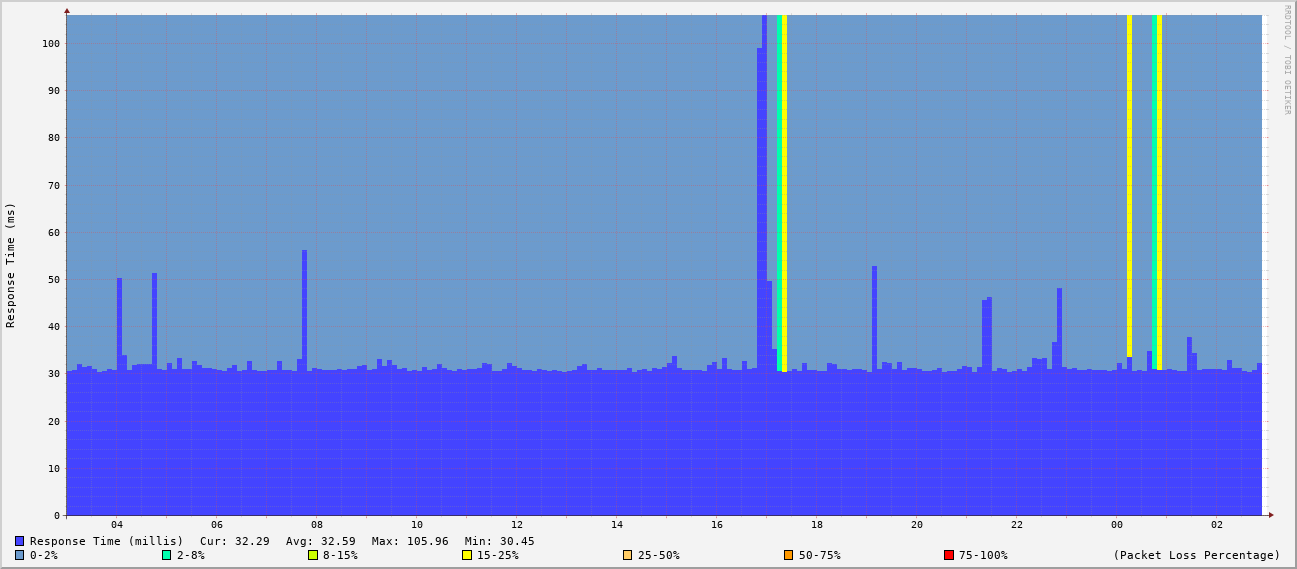 RRDTOOL / TOBI OETIKER
Response Time (ms)
100
90
80
70
60
50
40
30
20
10
0
04 06 08 10 12 14 16 18 20 22 00 02
Response Time (millis) Cur: 32.29 Avg: 32.59 Max: 105.96 Min: 30.45
0-2% 2-8% 8-15% 15-25% 25-50% 50-75% 75-100% (Packet Loss Percentage)